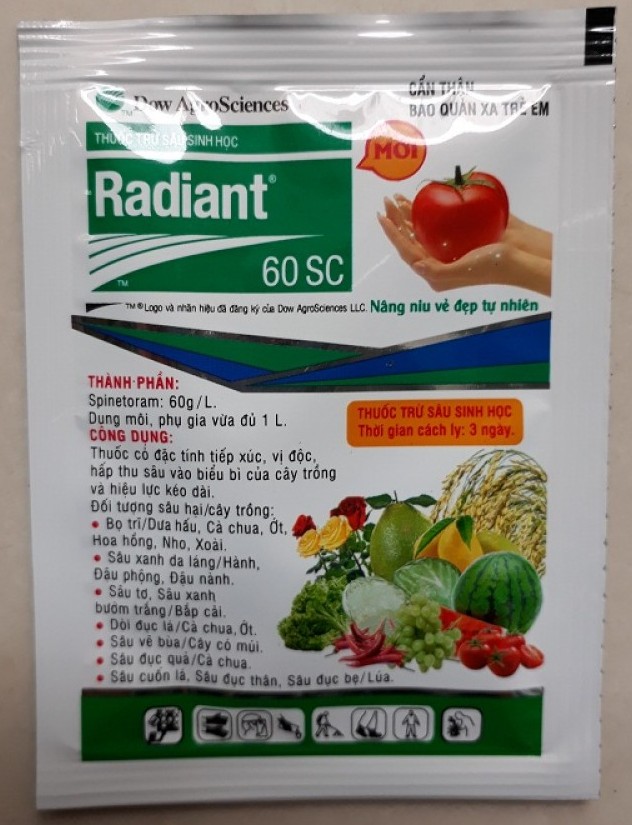 Dow AgroSciences
TM
CẨN THẬN
BẢO QUẢN XA TRẺ EM
THUỐC TRỪ SÂU SINH HỌC
MỚI
Radiant®
60 SC
TM
TM ® Logo và nhãn hiệu đã đăng ký của Dow AgroSciences LLC. Nâng niu vẻ đẹp tự nhiên
THÀNH PHẦN:
Spinetoram: 60g/L.
Dung môi, phụ gia vừa đủ 1 L.
CÔNG DỤNG:
Thuốc có đặc tính tiếp xúc, vị độc,
hấp thu sâu vào biểu bì của cây trồng
và hiệu lực kéo dài.
Đối tượng sâu hại/cây trồng:
• Bọ trĩ/Dưa hấu, Cà chua, Ớt,
Hoa hồng, Nho, Xoài.
• Sâu xanh da láng/Hành,
Đậu phộng, Đậu nành.
• Sâu tơ, Sâu xanh
bướm trắng/Bắp cải.
• Dòi đục lá/Cà chua, Ớt.
• Sâu vẽ bùa/Cây có múi.
• Sâu đục quả/Cà chua.
• Sâu cuốn lá, Sâu đục thân, Sâu đục bẹ/Lúa.
THUỐC TRỪ SÂU SINH HỌC
Thời gian cách ly: 3 ngày.